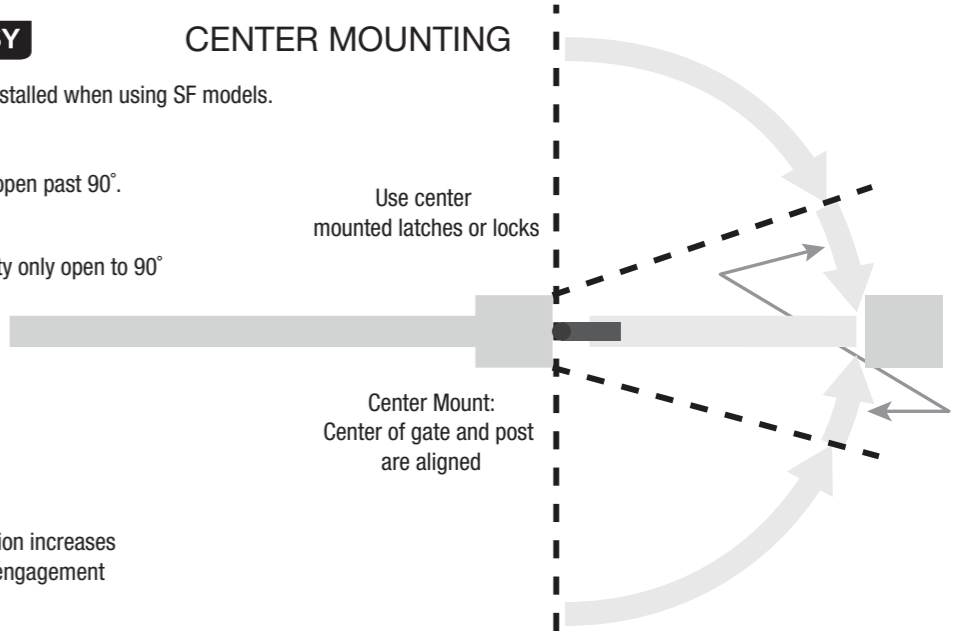 CENTER MOUNTING
stalled when using SF models.
open past 90˚.
Use center
mounted latches or locks
ty only open to 90˚
Center Mount:
Center of gate and post
are aligned
ion increases
engagement